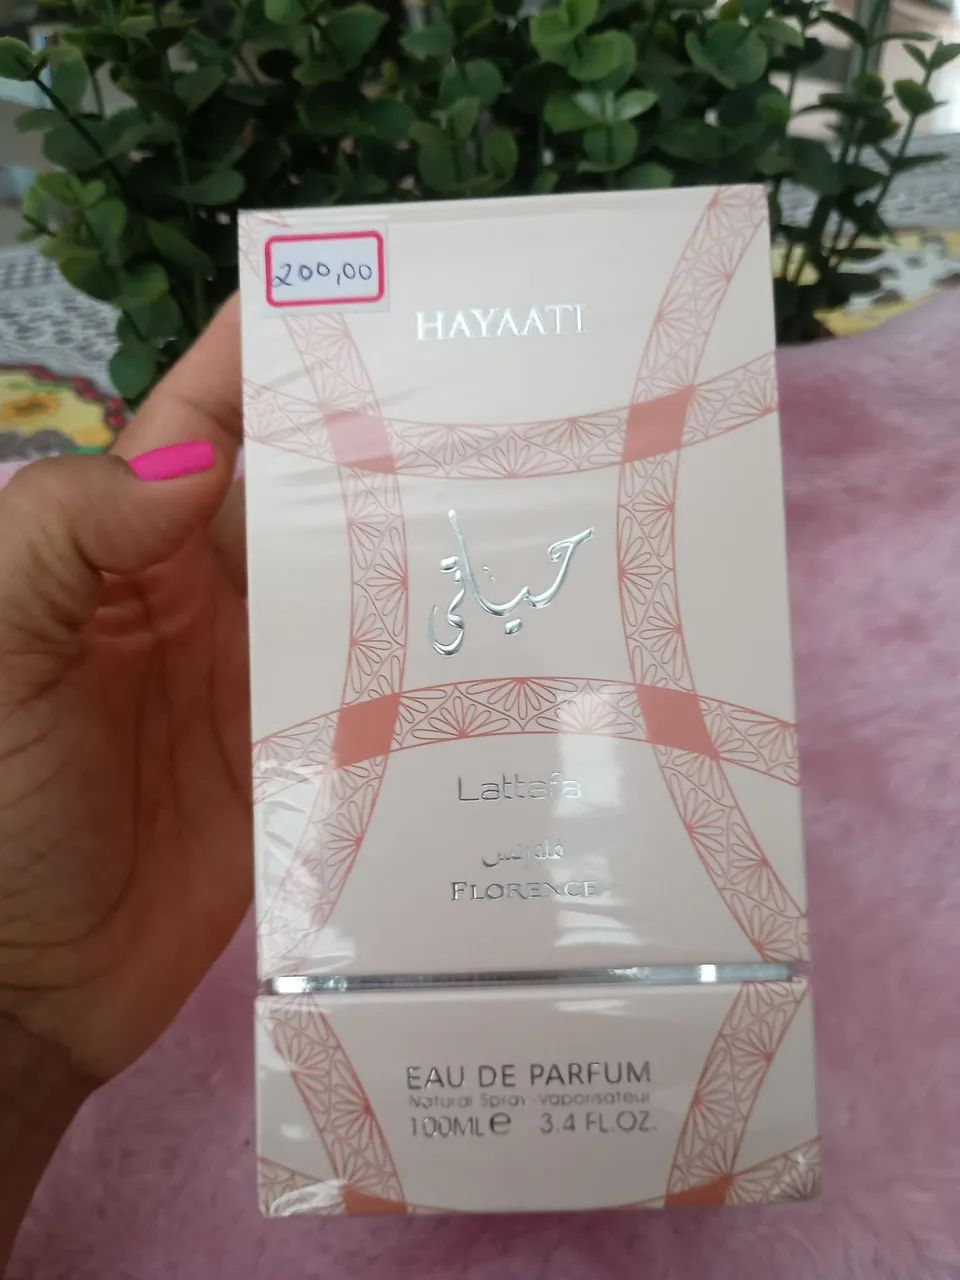 200,00
HAYAATI
حياتي
Lattafa
فلورنس
FLORENCE
EAU DE PARFUM
Natural Spray-Vaporisateur
100ML e 3.4 FL.OZ.